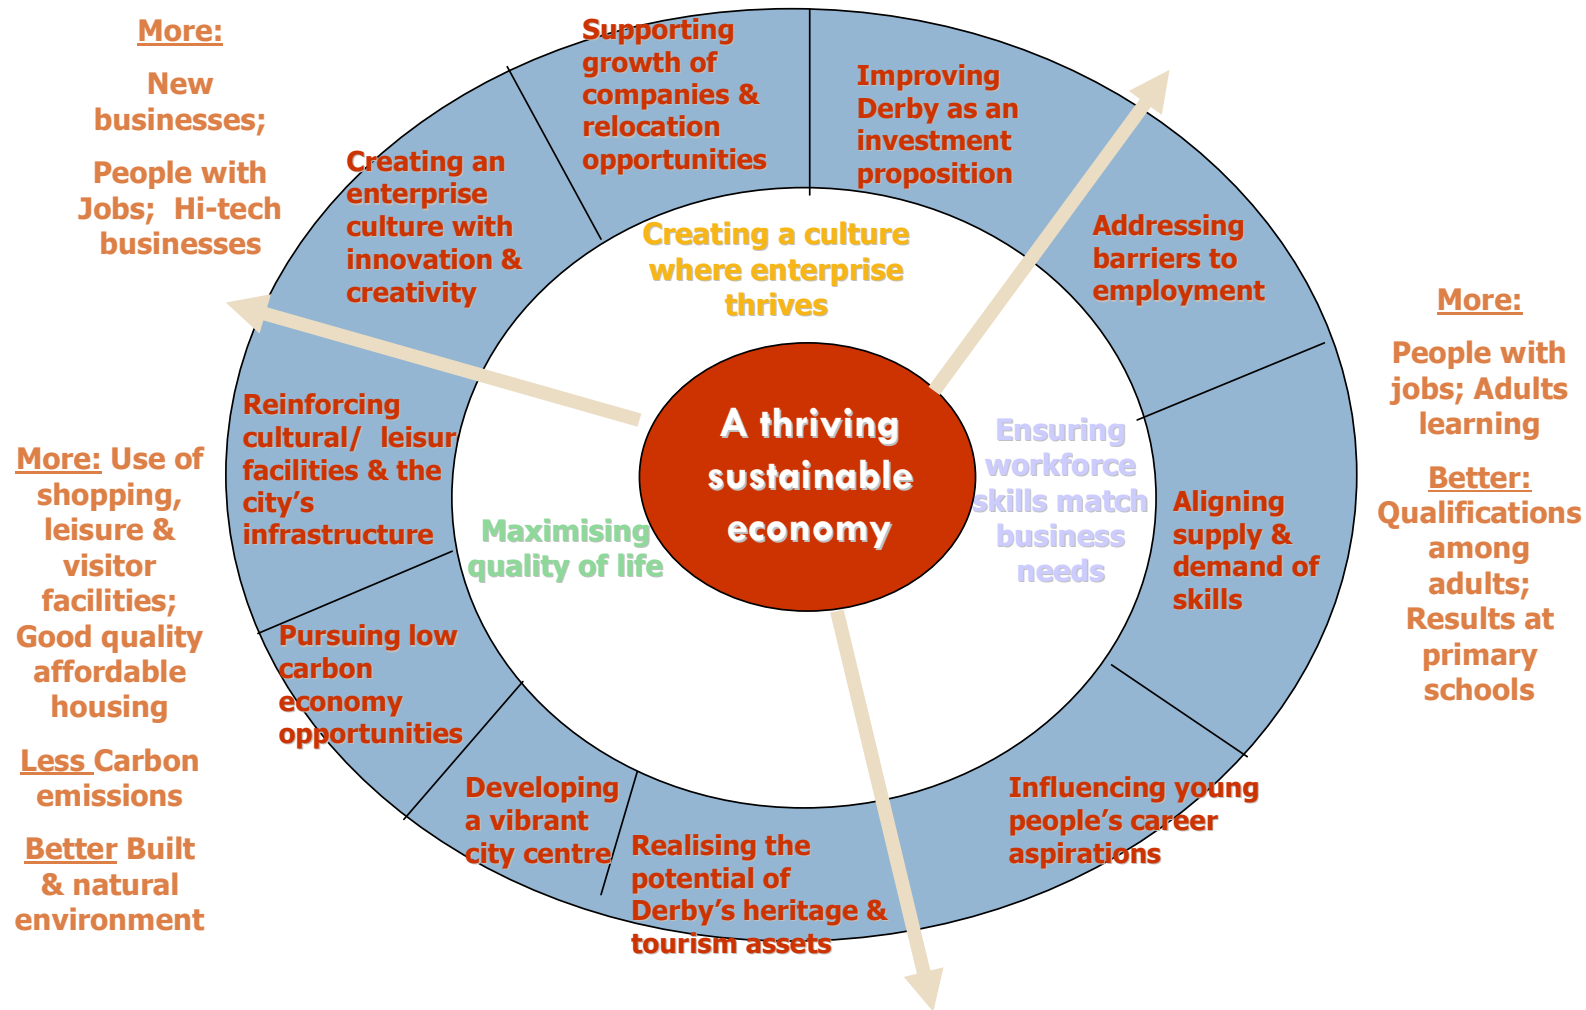 More:
New
businesses;
People with
Jobs;  Hi-tech
businesses
Supporting
growth of
companies &
relocation
opportunities
Improving
Derby as an
investment
proposition
Creating an
enterprise
culture with
innovation &
creativity
Creating a culture
where enterprise
thrives
Addressing
barriers to
employment
More:
People with
jobs; Adults
learning
Better:
Qualifications
among
adults;
Results at
primary
schools
Reinforcing
cultural/  leisur
facilities & the
city's
infrastructure
A thriving
sustainable
economy
Ensuring
workforce
skills match
business
needs
Aligning
supply &
demand of
skills
Maximising
quality of life
More: Use of
shopping,
leisure &
visitor
facilities;
Good quality
affordable
housing
Less Carbon
emissions
Better Built
& natural
environment
Pursuing low
carbon
economy
opportunities
Developing
a vibrant
city centre
Realising the
potential of
Derby's heritage &
tourism assets
Influencing young
people's career
aspirations